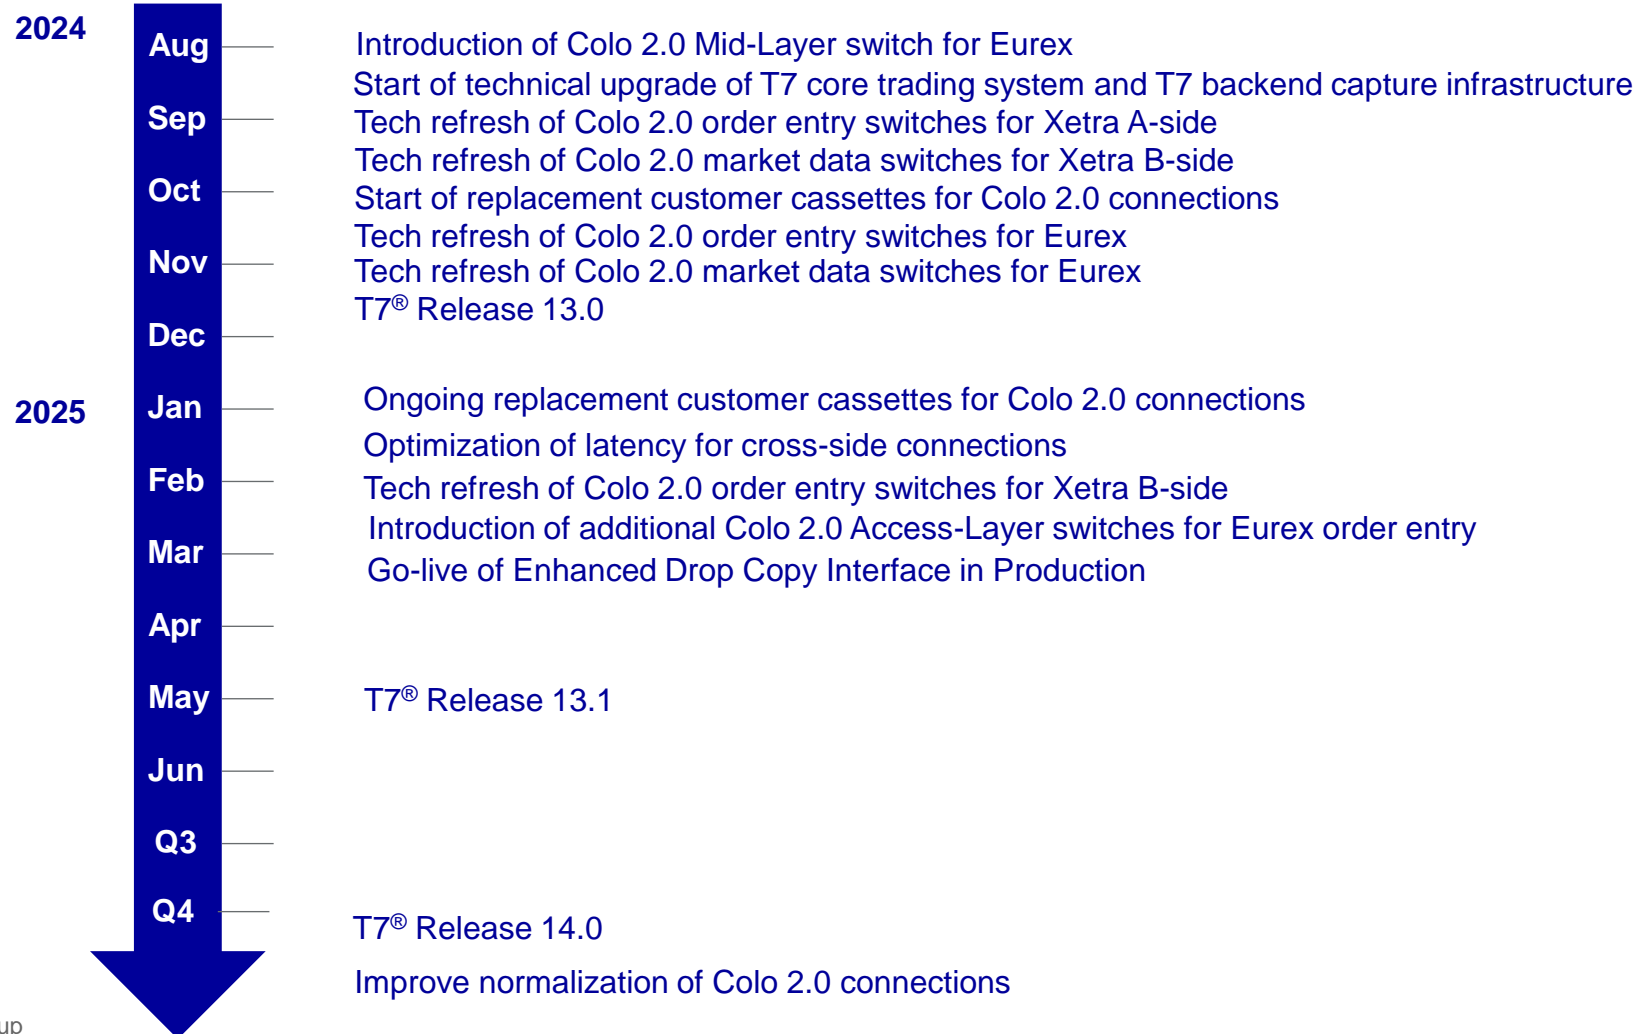 2024
Aug
Introduction of Colo 2.0 Mid-Layer switch for Eurex
Start of technical upgrade of T7 core trading system and T7 backend capture infrastructure
Sep
Tech refresh of Colo 2.0 order entry switches for Xetra A-side
Tech refresh of Colo 2.0 market data switches for Xetra B-side
Oct
Start of replacement customer cassettes for Colo 2.0 connections
Tech refresh of Colo 2.0 order entry switches for Eurex
Nov
Tech refresh of Colo 2.0 market data switches for Eurex
T7® Release 13.0
Dec
2025
Jan
Ongoing replacement customer cassettes for Colo 2.0 connections
Optimization of latency for cross-side connections
Feb
Tech refresh of Colo 2.0 order entry switches for Xetra B-side
Introduction of additional Colo 2.0 Access-Layer switches for Eurex order entry
Mar
Go-live of Enhanced Drop Copy Interface in Production
Apr
May
T7® Release 13.1
Jun
Q3
Q4
T7® Release 14.0
Improve normalization of Colo 2.0 connections
up